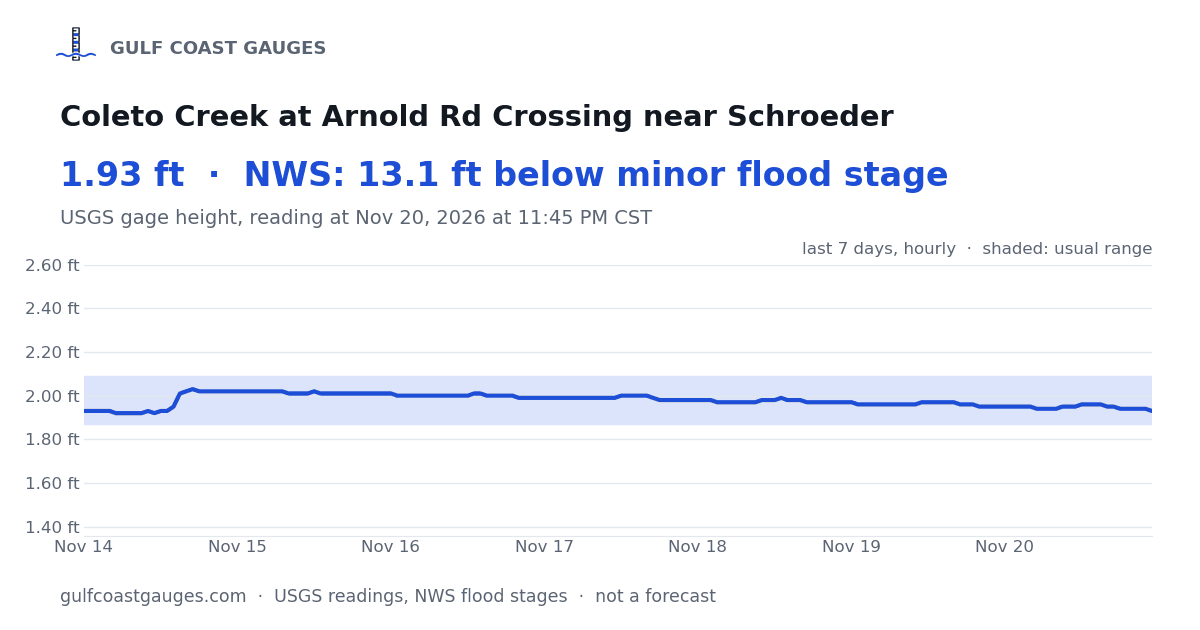 GULF COAST GAUGES
Coleto Creek at Arnold Rd Crossing near Schroeder
1.93 ft · NWS: 13.1 ft below minor flood stage
USGS gage height, reading at Nov 20, 2026 at 11:45 PM CST
last 7 days, hourly · shaded: usual range
2.60 ft
2.40 ft
2.20 ft
2.00 ft
1.80 ft
1.60 ft
1.40 ft
Nov 14 Nov 15 Nov 16 Nov 17 Nov 18 Nov 19 Nov 20
gulfcoastgauges.com · USGS readings, NWS flood stages · not a forecast